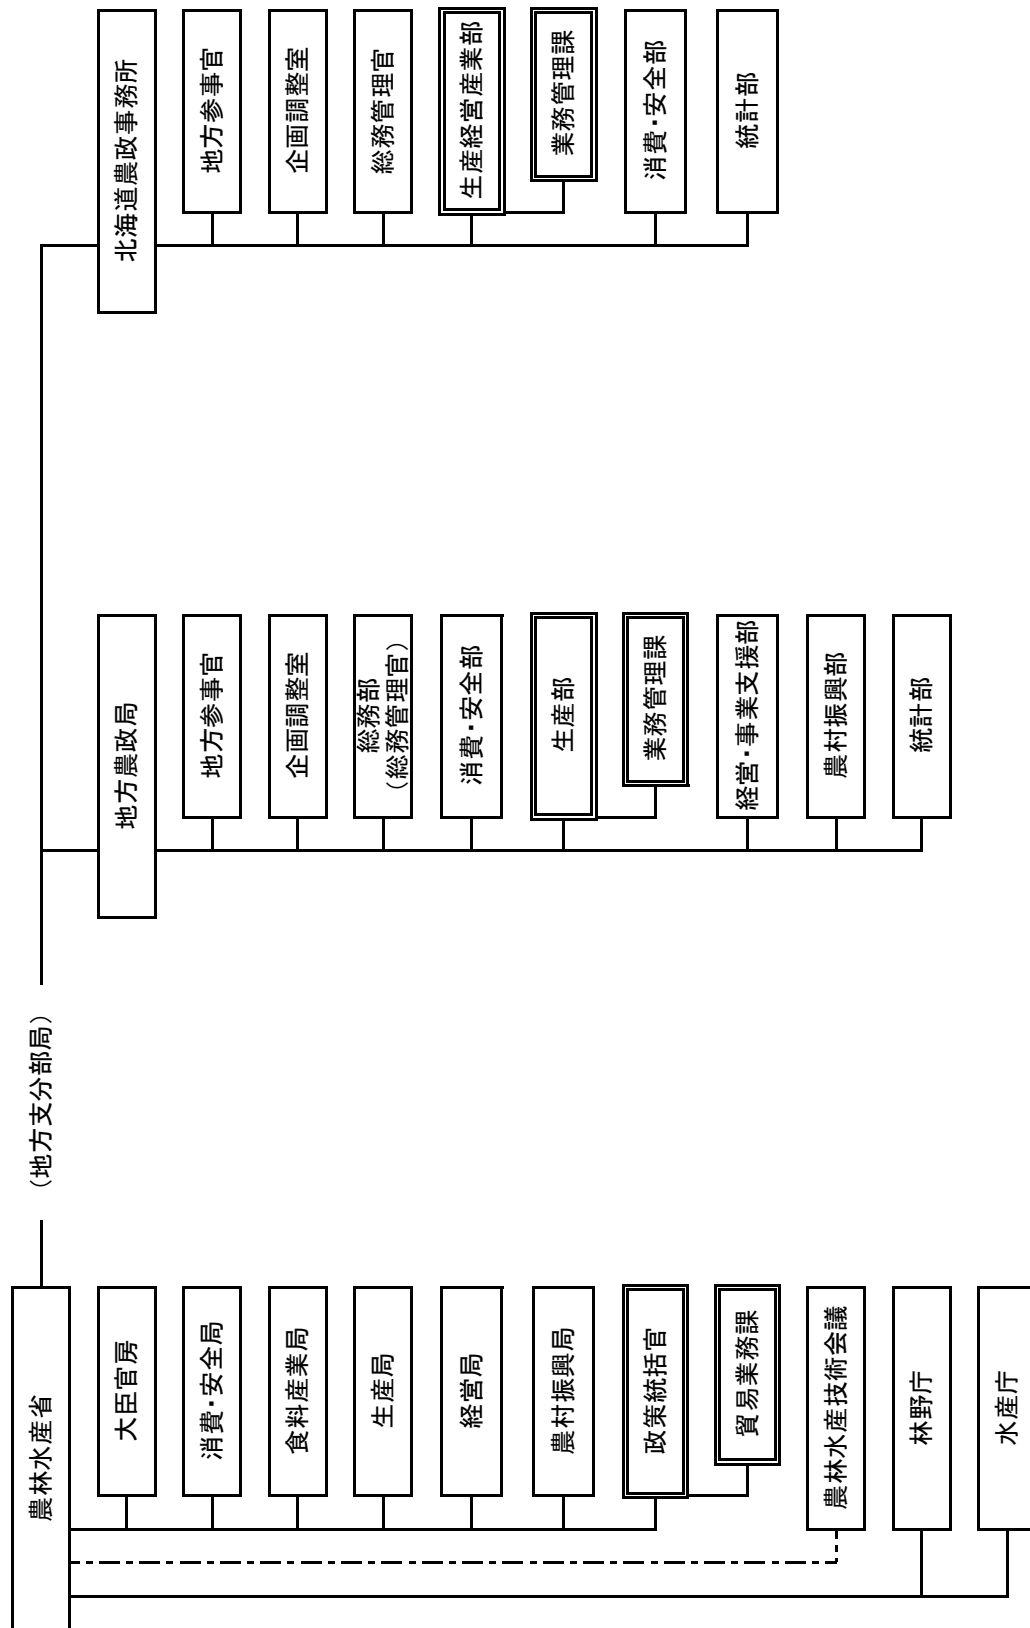 農林水産省
大臣官房
消費・安全局
食料産業局
生産局
経営局
農村振興局
政策統括官
貿易業務課
農林水産技術会議
林野庁
水産庁
（地方支分部局）
地方農政局
地方参事官
企画調整室
総務部
（総務管理官）
消費・安全部
生産部
業務管理課
経営・事業支援部
農村振興部
統計部
北海道農政事務所
地方参事官
企画調整室
総務管理官
生産経営産業部
業務管理課
消費・安全部
統計部